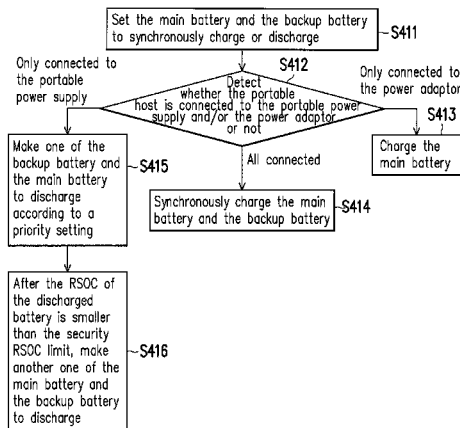 Set the main battery and the backup battery
to synchronously charge or discharge
S411
S412
Only connected to
the portable
power supply
Detect
whether the portable
host is connected to the portable power
supply and/or the power adaptor
or not
Only connected to
the power adaptor
S413
Charge the
main battery
All connected
Synchronously charge the main
battery and the backup battery
S414
Make one of the
backup battery and
the main battery
to discharge
according to a
priority setting
S415
After the RSOC of
the discharged
battery is smaller
than the security
RSOC limit, make
another one of the
main battery and
the backup battery
to discharge
S416